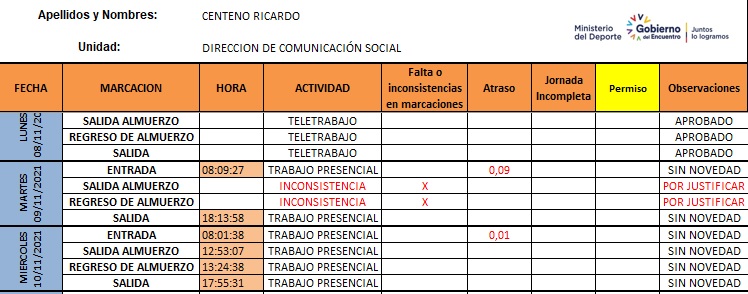 Apellidos y Nombres: CENTENO RICARDO
Ministerio del Deporte Gobierno del Encuentro Juntos lo logramos
Unidad: DIRECCION DE COMUNICACIÓN SOCIAL
FECHA MARCACION HORA ACTIVIDAD Falta o inconsistencias en marcaciones Atraso Jornada Incompleta Permiso Observaciones
LUNES 08/11/20
SALIDA ALMUERZO TELETRABAJO APROBADO
REGRESO DE ALMUERZO TELETRABAJO APROBADO
SALIDA TELETRABAJO APROBADO
MARTES 09/11/2021
ENTRADA 08:09:27 TRABAJO PRESENCIAL 0,09 SIN NOVEDAD
SALIDA ALMUERZO INCONSISTENCIA X POR JUSTIFICAR
REGRESO DE ALMUERZO INCONSISTENCIA X POR JUSTIFICAR
SALIDA 18:13:58 TRABAJO PRESENCIAL SIN NOVEDAD
MIERCOLES 10/11/2021
ENTRADA 08:01:38 TRABAJO PRESENCIAL 0,01 SIN NOVEDAD
SALIDA ALMUERZO 12:53:07 TRABAJO PRESENCIAL SIN NOVEDAD
REGRESO DE ALMUERZO 13:24:38 TRABAJO PRESENCIAL SIN NOVEDAD
SALIDA 17:55:31 TRABAJO PRESENCIAL SIN NOVEDAD